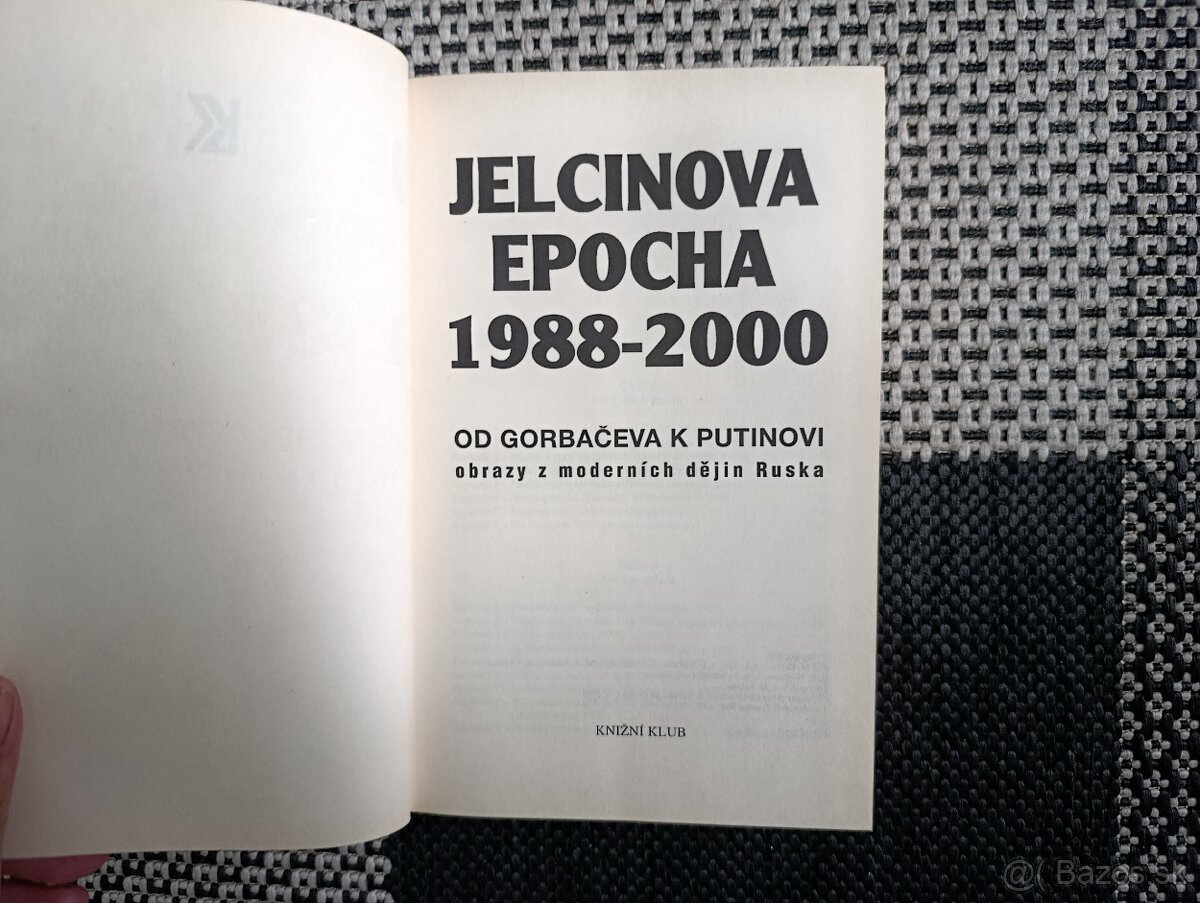 JELCINOVA
EPOCHA
1988-2000
OD GORBAČEVA K PUTINOVI
obrazy z moderních dějin Ruska
KNIŽNÍ KLUB
@( Bazos.sk